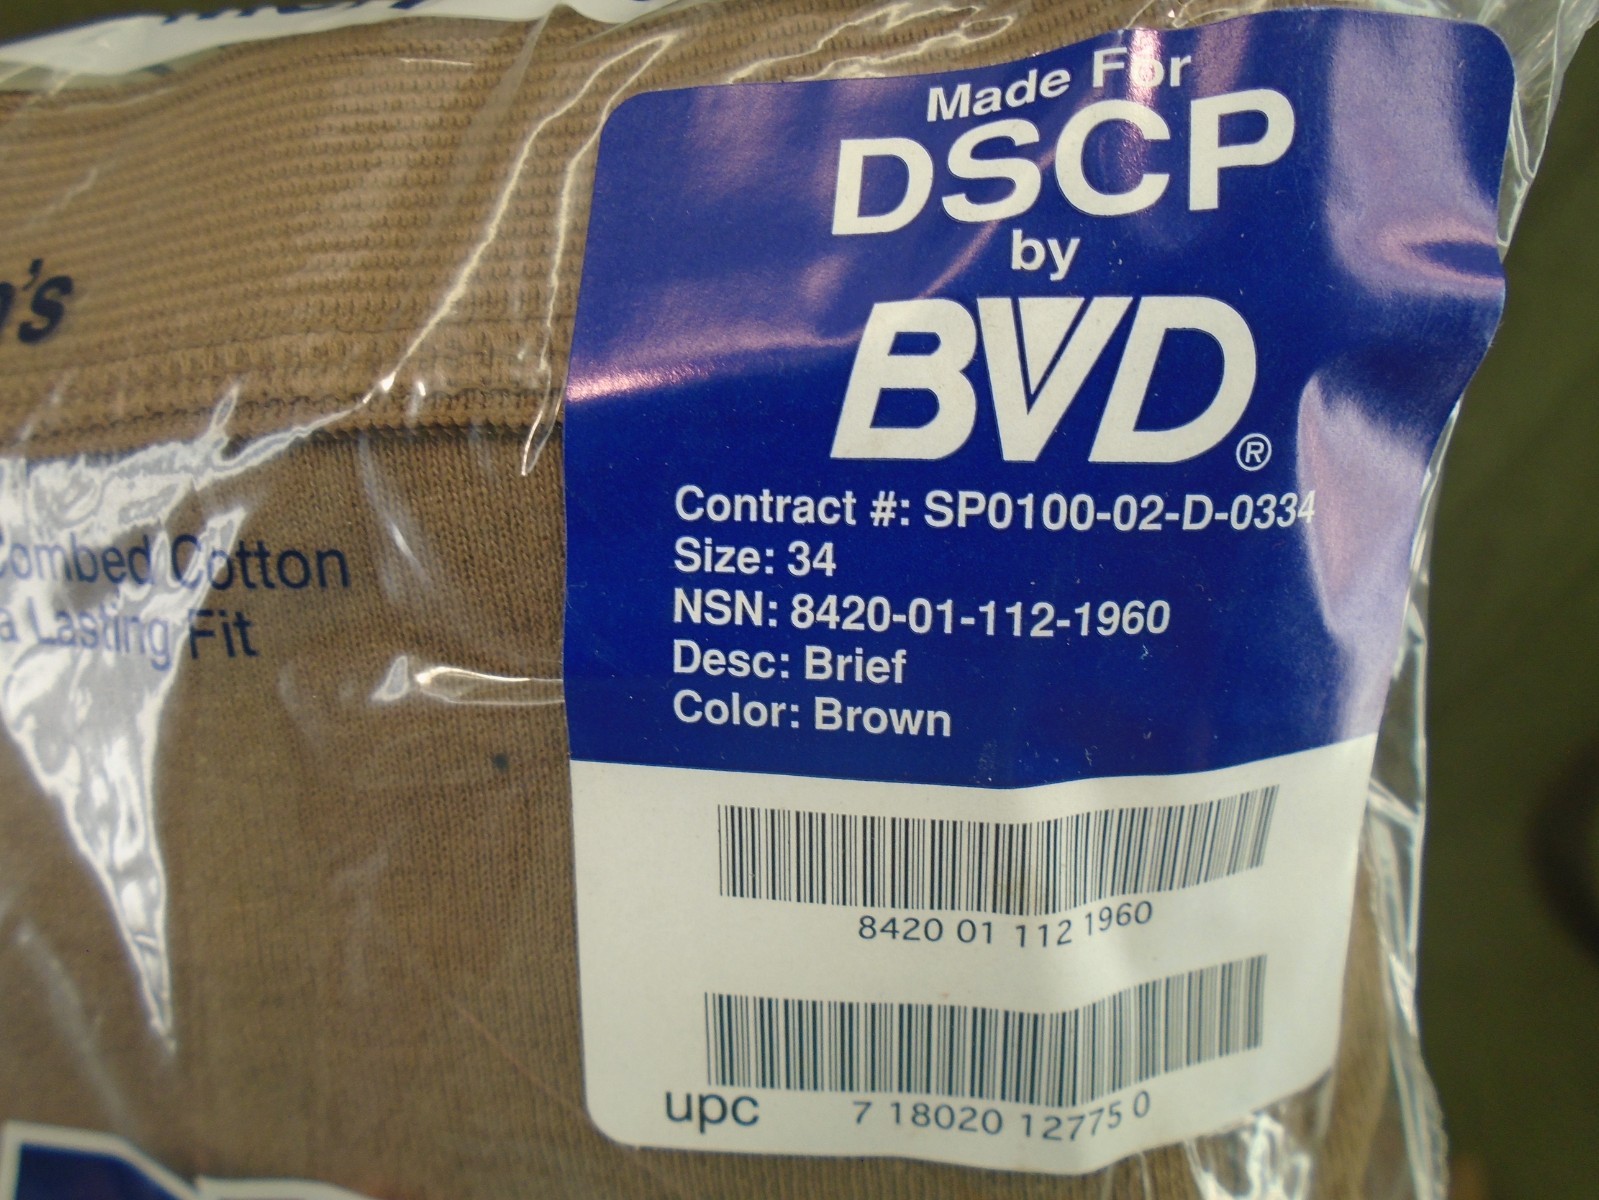 Made For
DSCP
by
BVD®
Contract #: SP0100-02-D-0334
Size: 34
NSN: 8420-01-112-1960
Desc: Brief
Color: Brown
8420 01 112 1960
upc 7 18020 12775 0
's
Combed Cotton
a Lasting Fit